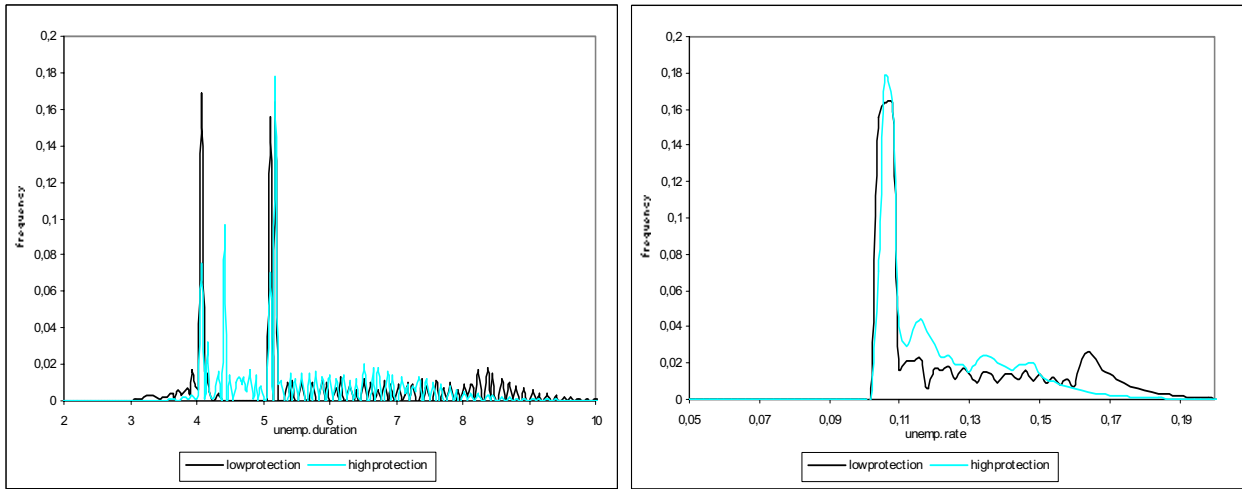 0,2
0,18
0,16
0,14
0,12
0,1
0,08
0,06
0,04
0,02
0
frequency
2 3 4 5 6 7 8 9 10
unemp. duration
lowprotection highprotection
0,2
0,18
0,16
0,14
0,12
0,1
0,08
0,06
0,04
0,02
0
frequency
0,05 0,07 0,09 0,11 0,13 0,15 0,17 0,19
unemp. rate
lowprotection highprotection